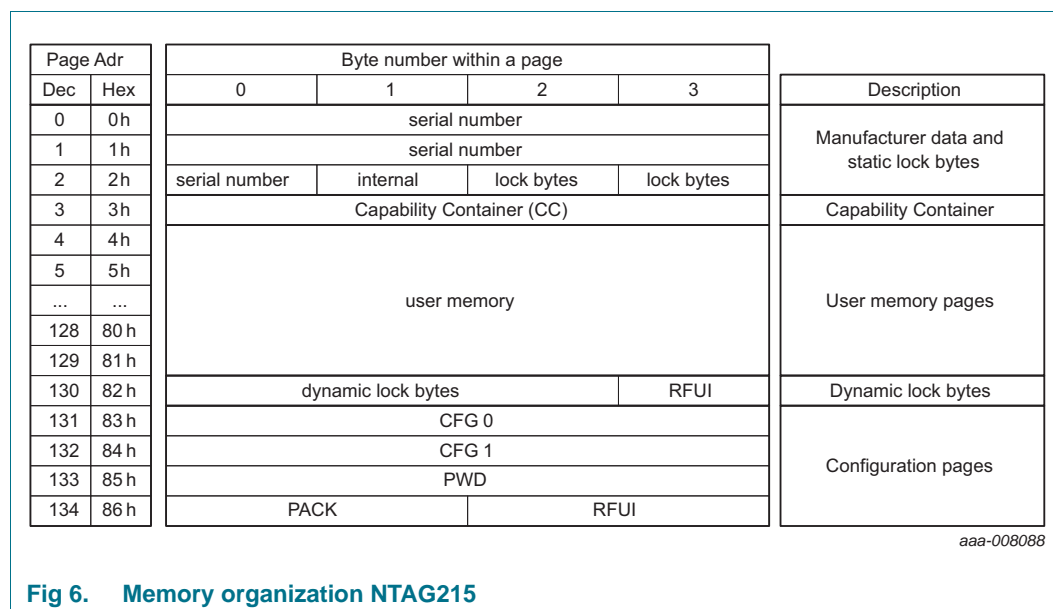 Page Adr Byte number within a page
Dec Hex 0 1 2 3 Description
0 0h serial number
1 1h serial number
Manufacturer data and
static lock bytes
2 2h serial number internal lock bytes lock bytes
3 3h Capability Container (CC) Capability Container
4 4h
5 5h
... ... user memory User memory pages
128 80h
129 81h
130 82h dynamic lock bytes RFUI Dynamic lock bytes
131 83h CFG 0
132 84h CFG 1
Configuration pages
133 85h PWD
134 86h PACK RFUI
aaa-008088
Fig 6. Memory organization NTAG215